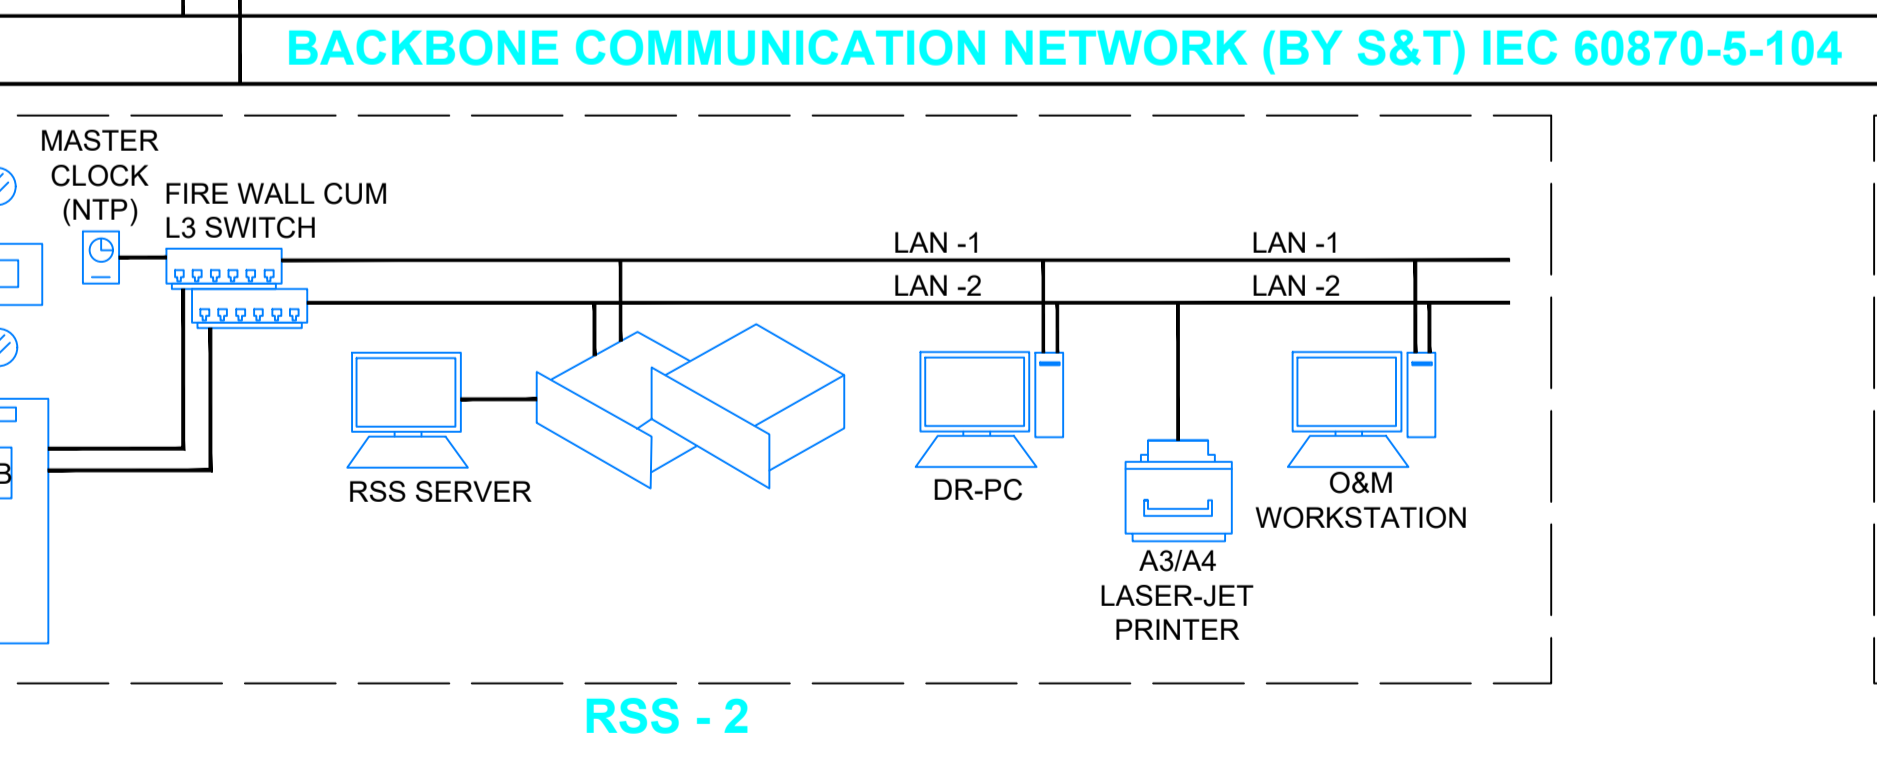 BACKBONE COMMUNICATION NETWORK (BY S&T) IEC 60870-5-104
MASTER
CLOCK
(NTP)
FIRE WALL CUM
L3 SWITCH
LAN -1
LAN -1
LAN -2
LAN -2
B
RSS SERVER
DR-PC
O&M
WORKSTATION
A3/A4
LASER-JET
PRINTER
RSS - 2